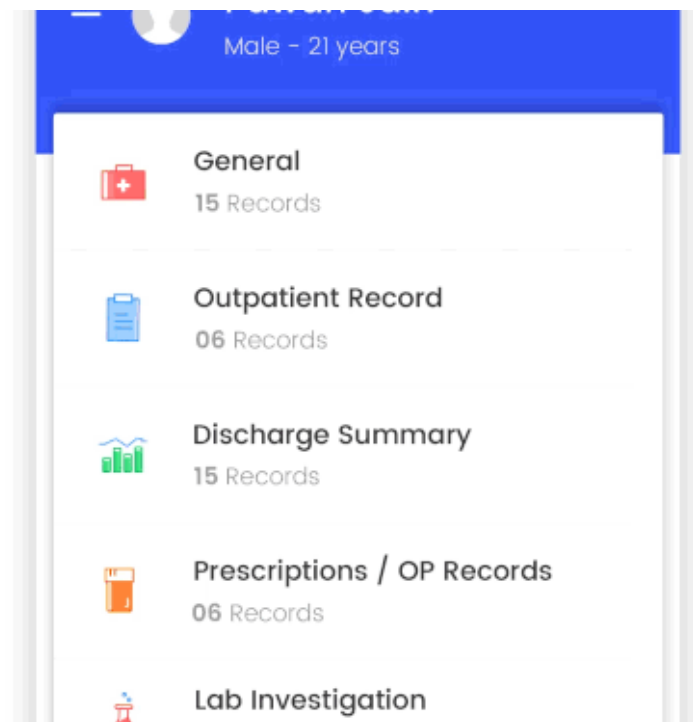 Male - 21 years
General
15 Records
Outpatient Record
06 Records
Discharge Summary
15 Records
Prescriptions / OP Records
06 Records
Lab Investigation